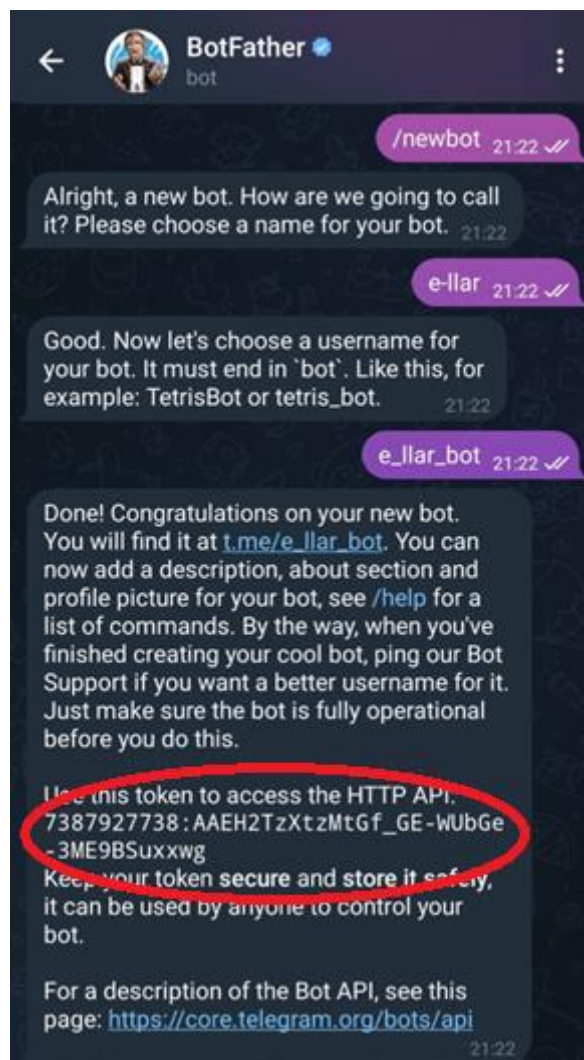 BotFather
bot
/newbot 21:22
Alright, a new bot. How are we going to call
it? Please choose a name for your bot. 21:22
e-llar 21:22
Good. Now let's choose a username for
your bot. It must end in `bot`. Like this, for
example: TetrisBot or tetris_bot. 21:22
e_llar_bot 21:22
Done! Congratulations on your new bot.
You will find it at t.me/e_llar_bot. You can
now add a description, about section and
profile picture for your bot, see /help for a
list of commands. By the way, when you've
finished creating your cool bot, ping our Bot
Support if you want a better username for it.
Just make sure the bot is fully operational
before you do this.
Use this token to access the HTTP API:
7387927738:AAEH2TzXtzMtGf_GE-WUbGe
-3ME9BSuxxwg
Keep your token secure and store it safely,
it can be used by anyone to control your
bot.
For a description of the Bot API, see this
page: https://core.telegram.org/bots/api
21:22